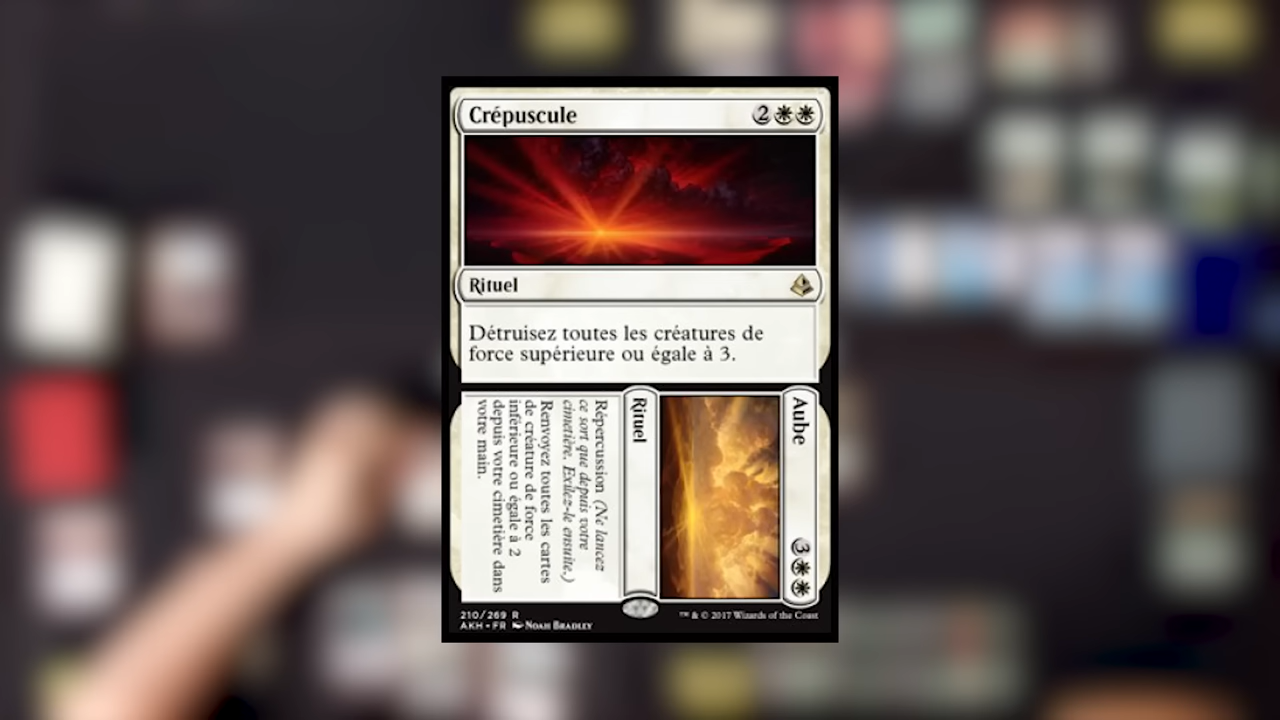 Crépuscule
2
Rituel
Détruisez toutes les créatures de
force supérieure ou égale à 3.
Aube
3
Rituel
Répercussion (Ne lancez
ce sort que depuis votre
cimetière. Exilez-le ensuite.)
Renvoyez toutes les cartes
de créature de force
inférieure ou égale à 2
depuis votre cimetière dans
votre main.
210/269 R
AKH • FR NOAH BRADLEY
™ & © 2017 Wizards of the Coast